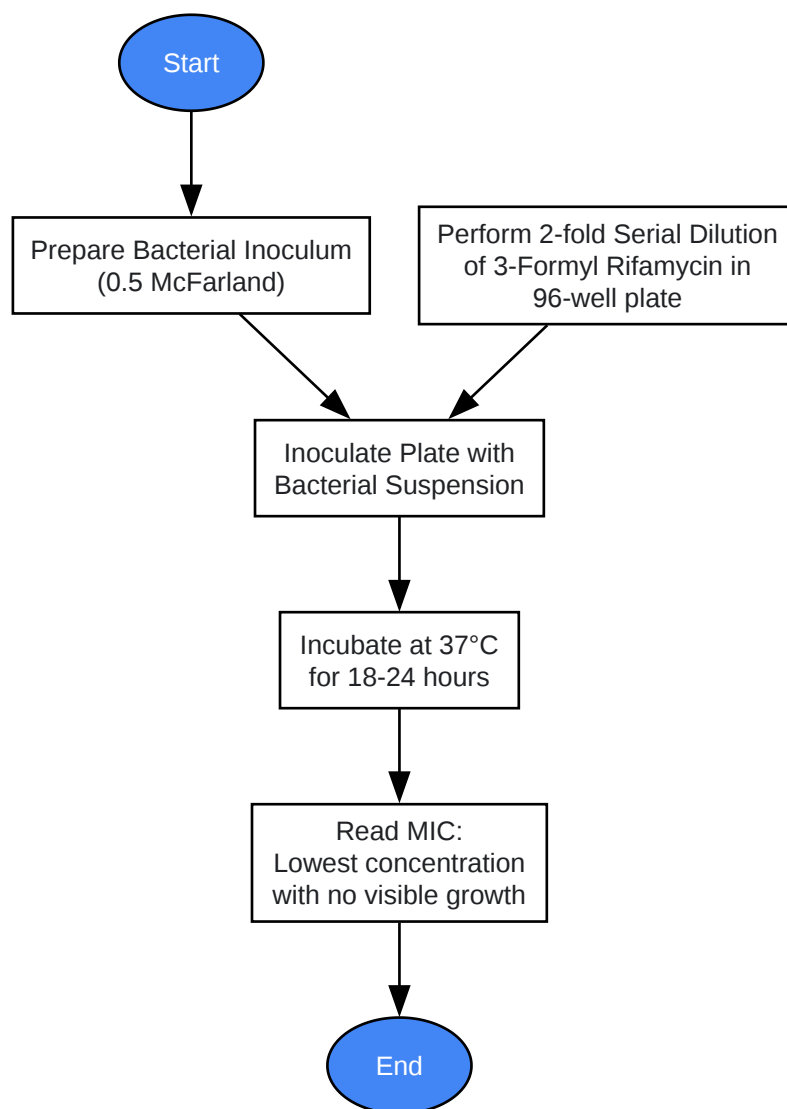 Start
Prepare Bacterial Inoculum
(0.5 McFarland)
Perform 2-fold Serial Dilution
of 3-Formyl Rifamycin in
96-well plate
Inoculate Plate with
Bacterial Suspension
Incubate at 37°C
for 18-24 hours
Read MIC:
Lowest concentration
with no visible growth
End